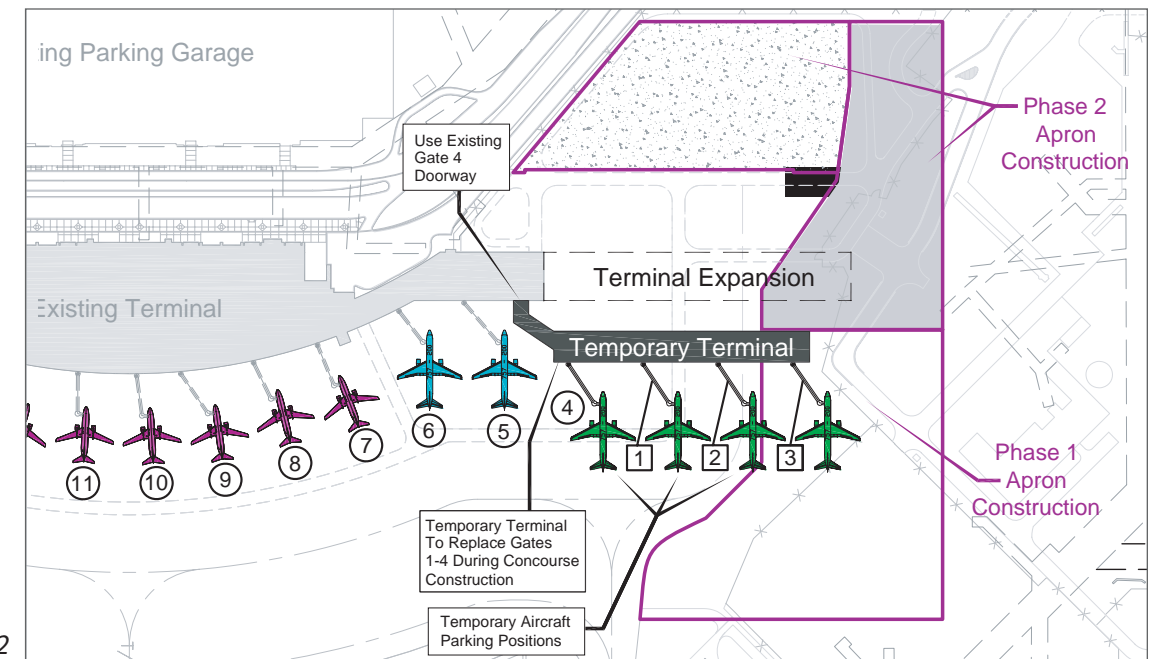 ing Parking Garage
Use Existing
Gate 4
Doorway
Phase 2
Apron
Construction
Terminal Expansion
Existing Terminal
Temporary Terminal
4
6
5
7
8
9
10
11
1
2
3
Phase 1
Apron
Construction
Temporary Terminal
To Replace Gates
1-4 During Concourse
Construction
Temporary Aircraft
Parking Positions
2